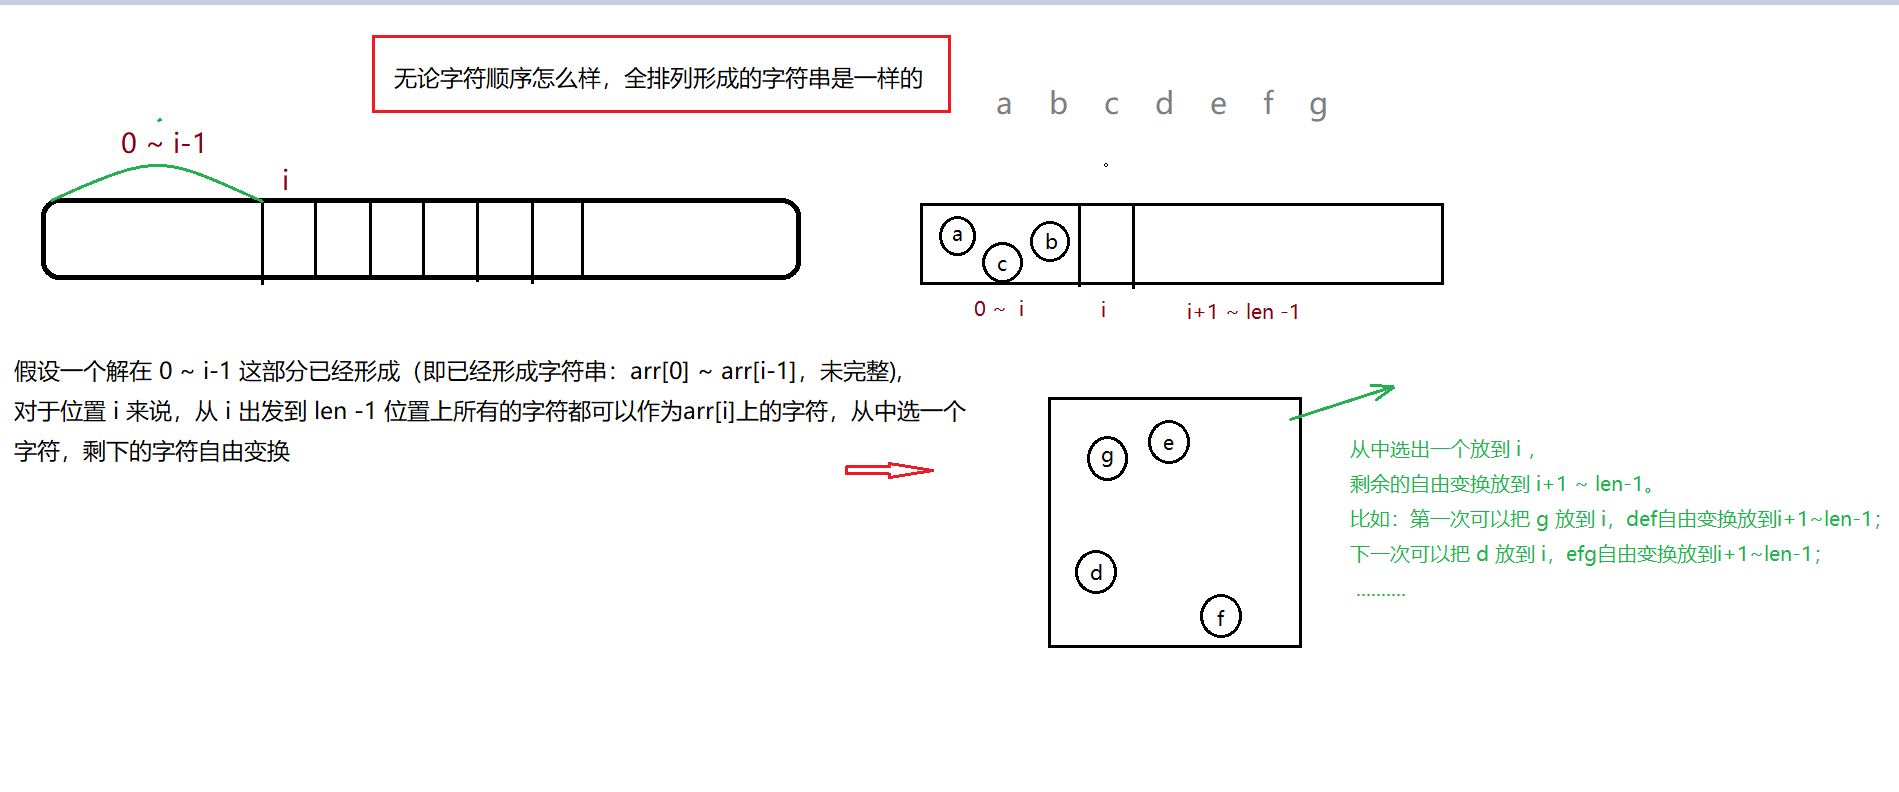 无论字符顺序怎么样，全排列形成的字符串是一样的
a b c d e f g
0 ~ i-1
i
a
b
c
0 ~ i
i
i+1 ~ len -1
假设一个解在 0 ~ i-1 这部分已经形成（即已经形成字符串：arr[0] ~ arr[i-1]，未完整),
对于位置 i 来说，从 i 出发到 len -1 位置上所有的字符都可以作为arr[i]上的字符，从中选一个
字符，剩下的字符自由变换
g
e
d
f
从中选出一个放到 i ,
剩余的自由变换放到 i+1 ~ len-1。
比如：第一次可以把 g 放到 i，def自由变换放到i+1~len-1；
下一次可以把 d 放到 i，efg自由变换放到i+1~len-1；
..........